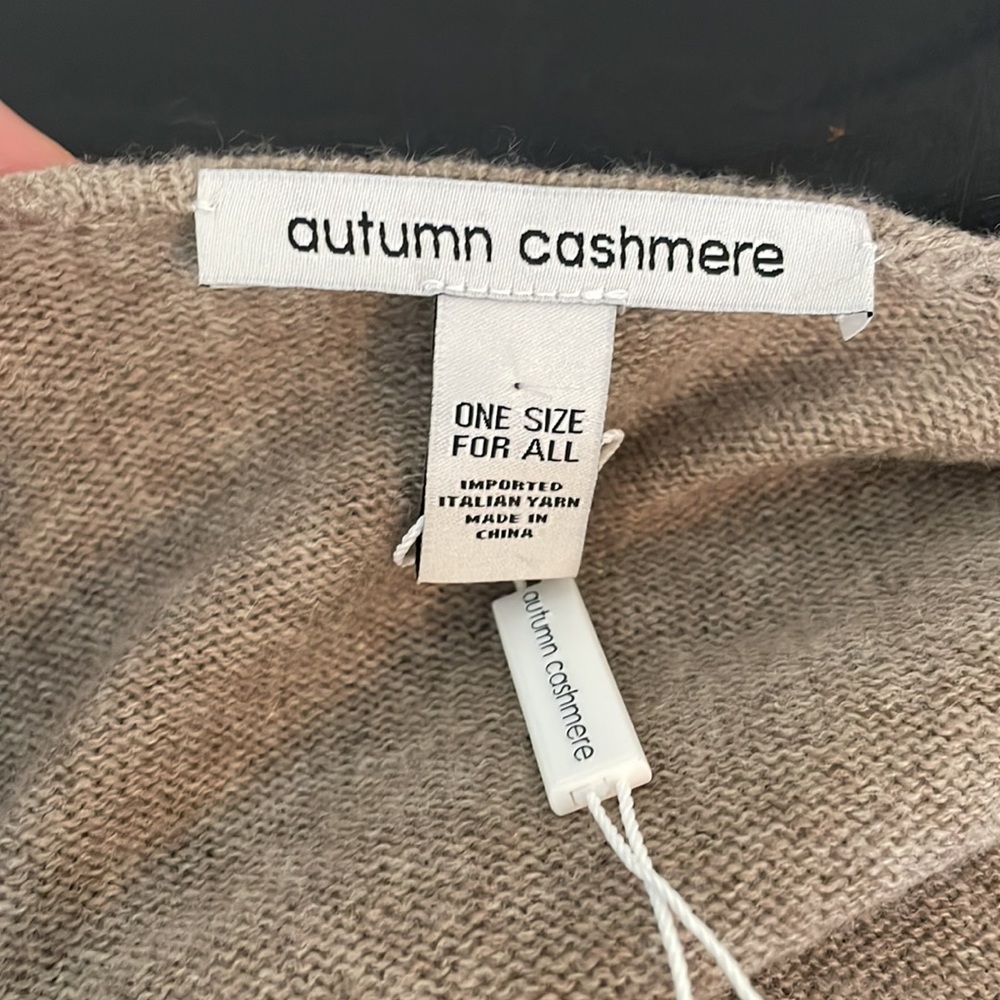 autumn cashmere
ONE SIZE
FOR ALL
IMPORTED
ITALIAN YARN
MADE IN
CHINA
autumn cashmere